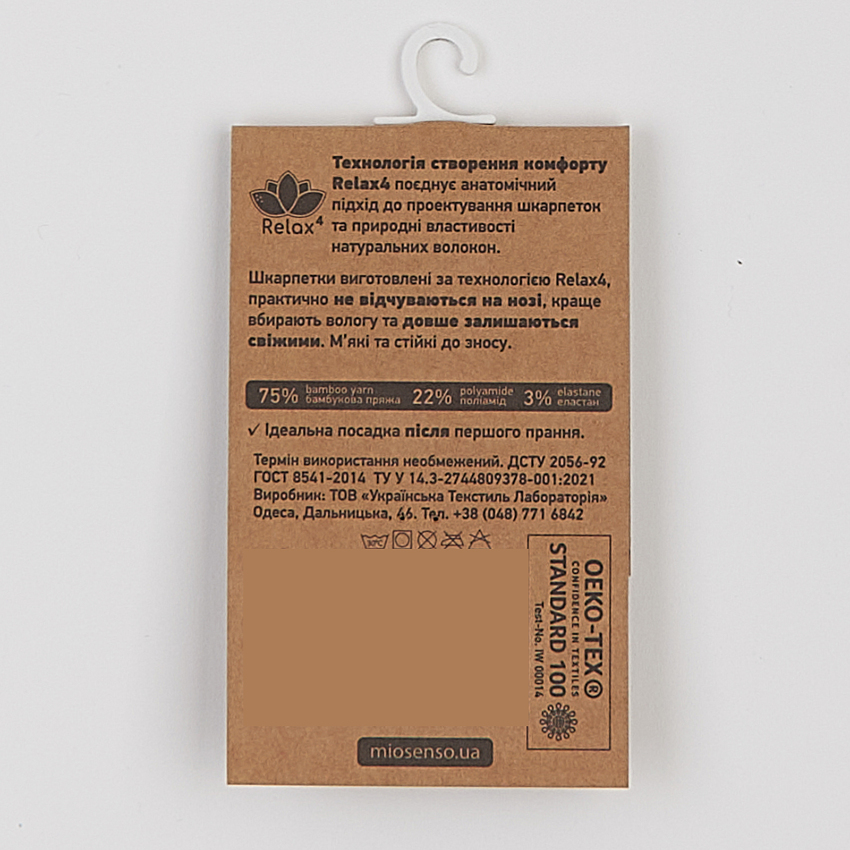 Технологія створення комфорту
Relax4 поєднує анатомічний
підхід до проектування шкарпеток
та природні властивості
натуральних волокон.
Relax4
Шкарпетки виготовлені за технологією Relax4,
практично не відчуваються на нозі, краще
вбирають вологу та довше залишаються
свіжими. М'які та стійкі до зносу.
75% bamboo yarn 22% polyamide 3% elastane
бамбукова пряжа поліамід еластан
✓ Ідеальна посадка після першого прання.
Термін використання необмежений. ДСТУ 2056-92
ГОСТ 8541-2014 ТУ У 14.3-2744809378-001:2021
Виробник: ТОВ «Українська Текстиль Лабораторія»
Одеса, Дальницька, 46. Тел. +38 (048) 771 6842
30°C
OEKO-TEX®
CONFIDENCE IN TEXTILES
STANDARD 100
Test-No. IW 00014
miosenso.ua